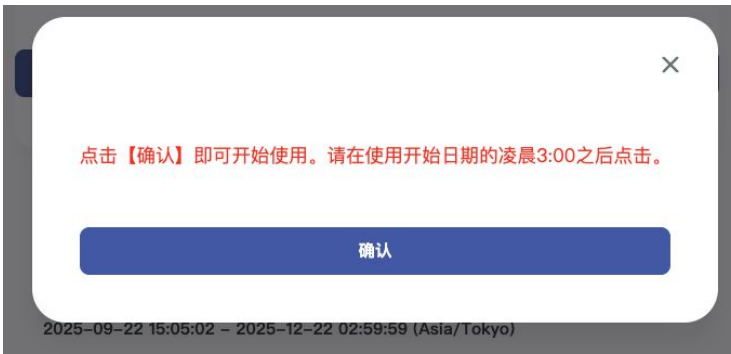 点击【确认】即可开始使用。请在使用开始日期的凌晨3:00之后点击。
确认
2025-09-22 15:05:02 - 2025-12-22 02:59:59 (Asia/Tokyo)